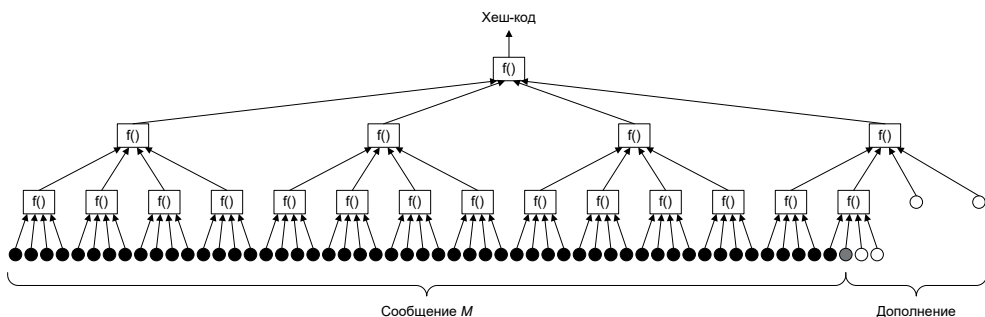 Хеш-код
f()
f() f() f() f()
f() f() f() f() f() f() f() f() f() f() f() f() f() f()
Сообщение M Дополнение